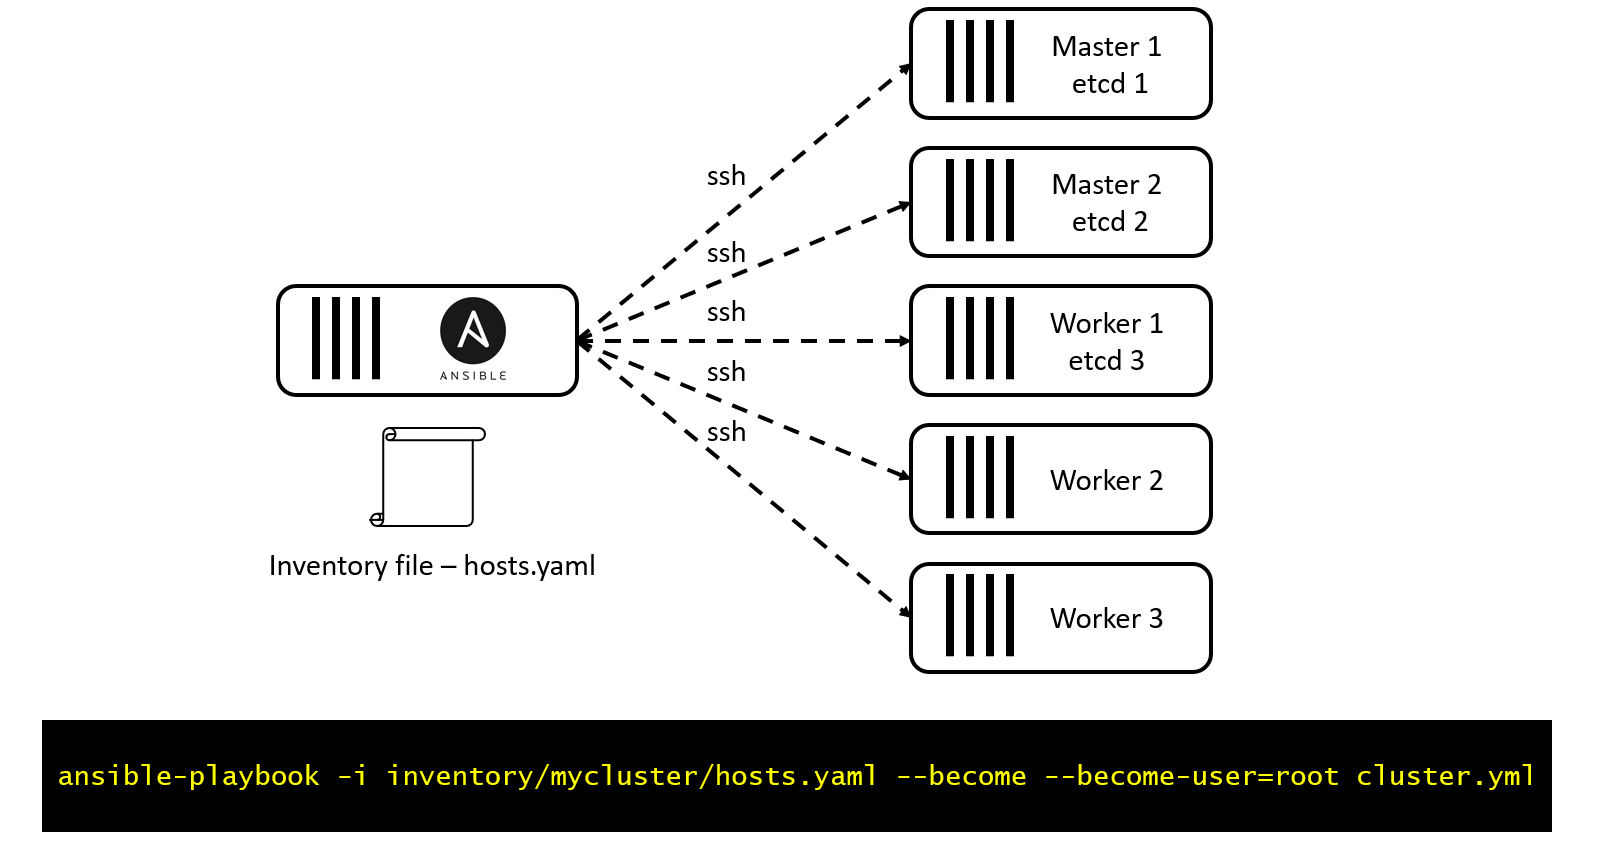 Master 1
etcd 1
ssh
Master 2
etcd 2
ssh
ssh
ANSIBLE
Worker 1
etcd 3
ssh
ssh
Worker 2
Inventory file – hosts.yaml
Worker 3
ansible-playbook -i inventory/mycluster/hosts.yaml --become --become-user=root cluster.yml